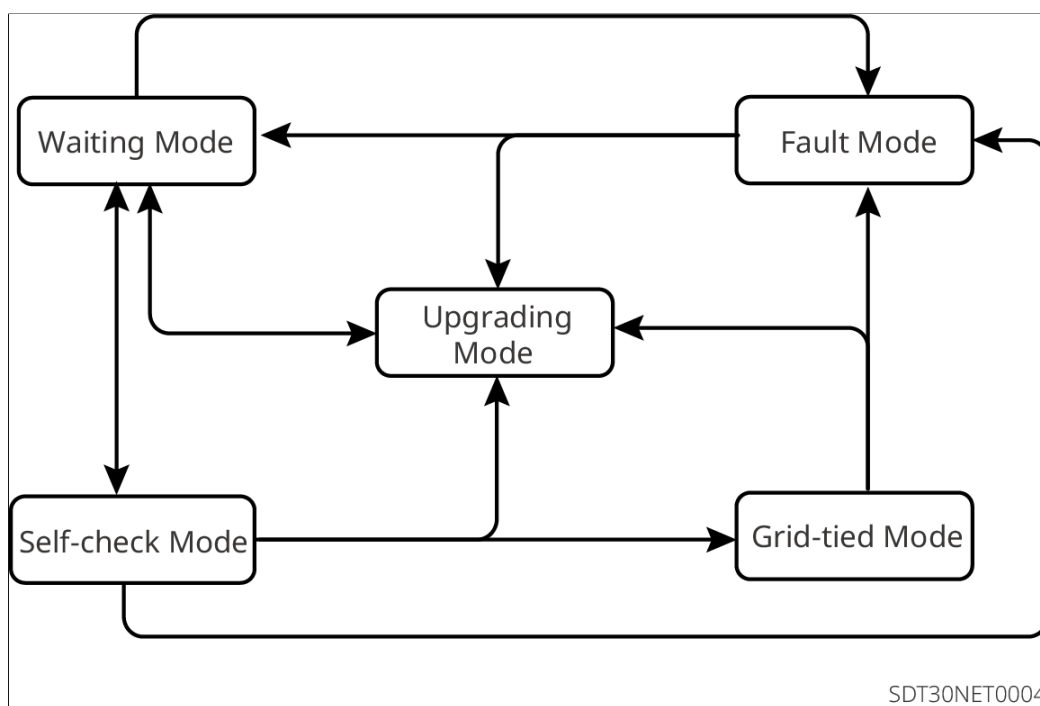 Waiting Mode
Fault Mode
Upgrading
Mode
Self-check Mode
Grid-tied Mode
SDT30NET0004